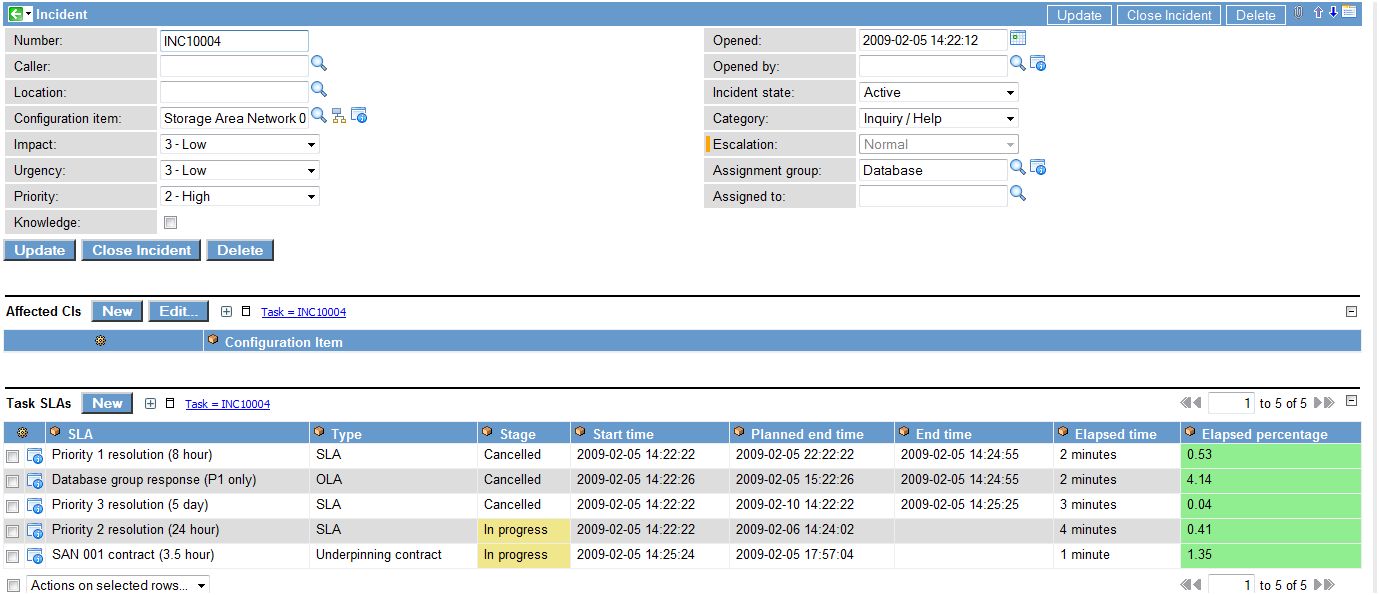 Incident Update Close Incident Delete
Number: INC10004 Opened: 2009-02-05 14:22:12
Caller: Opened by:
Location: Incident state: Active
Configuration item: Storage Area Network 0 Category: Inquiry / Help
Impact: 3 - Low Escalation: Normal
Urgency: 3 - Low Assignment group: Database
Priority: 2 - High Assigned to:
Knowledge:
Update Close Incident Delete
Affected CIs New Edit... Task = INC10004
Configuration Item
Task SLAs New Task = INC10004 1 to 5 of 5
SLA Type Stage Start time Planned end time End time Elapsed time Elapsed percentage
Priority 1 resolution (8 hour) SLA Cancelled 2009-02-05 14:22:22 2009-02-05 22:22:22 2009-02-05 14:24:55 2 minutes 0.53
Database group response (P1 only) OLA Cancelled 2009-02-05 14:22:26 2009-02-05 15:22:26 2009-02-05 14:24:55 2 minutes 4.14
Priority 3 resolution (5 day) SLA Cancelled 2009-02-05 14:22:22 2009-02-10 14:22:22 2009-02-05 14:25:25 3 minutes 0.04
Priority 2 resolution (24 hour) SLA In progress 2009-02-05 14:22:22 2009-02-06 14:24:02 4 minutes 0.41
SAN 001 contract (3.5 hour) Underpinning contract In progress 2009-02-05 14:25:24 2009-02-05 17:57:04 1 minute 1.35
Actions on selected rows... 1 to 5 of 5